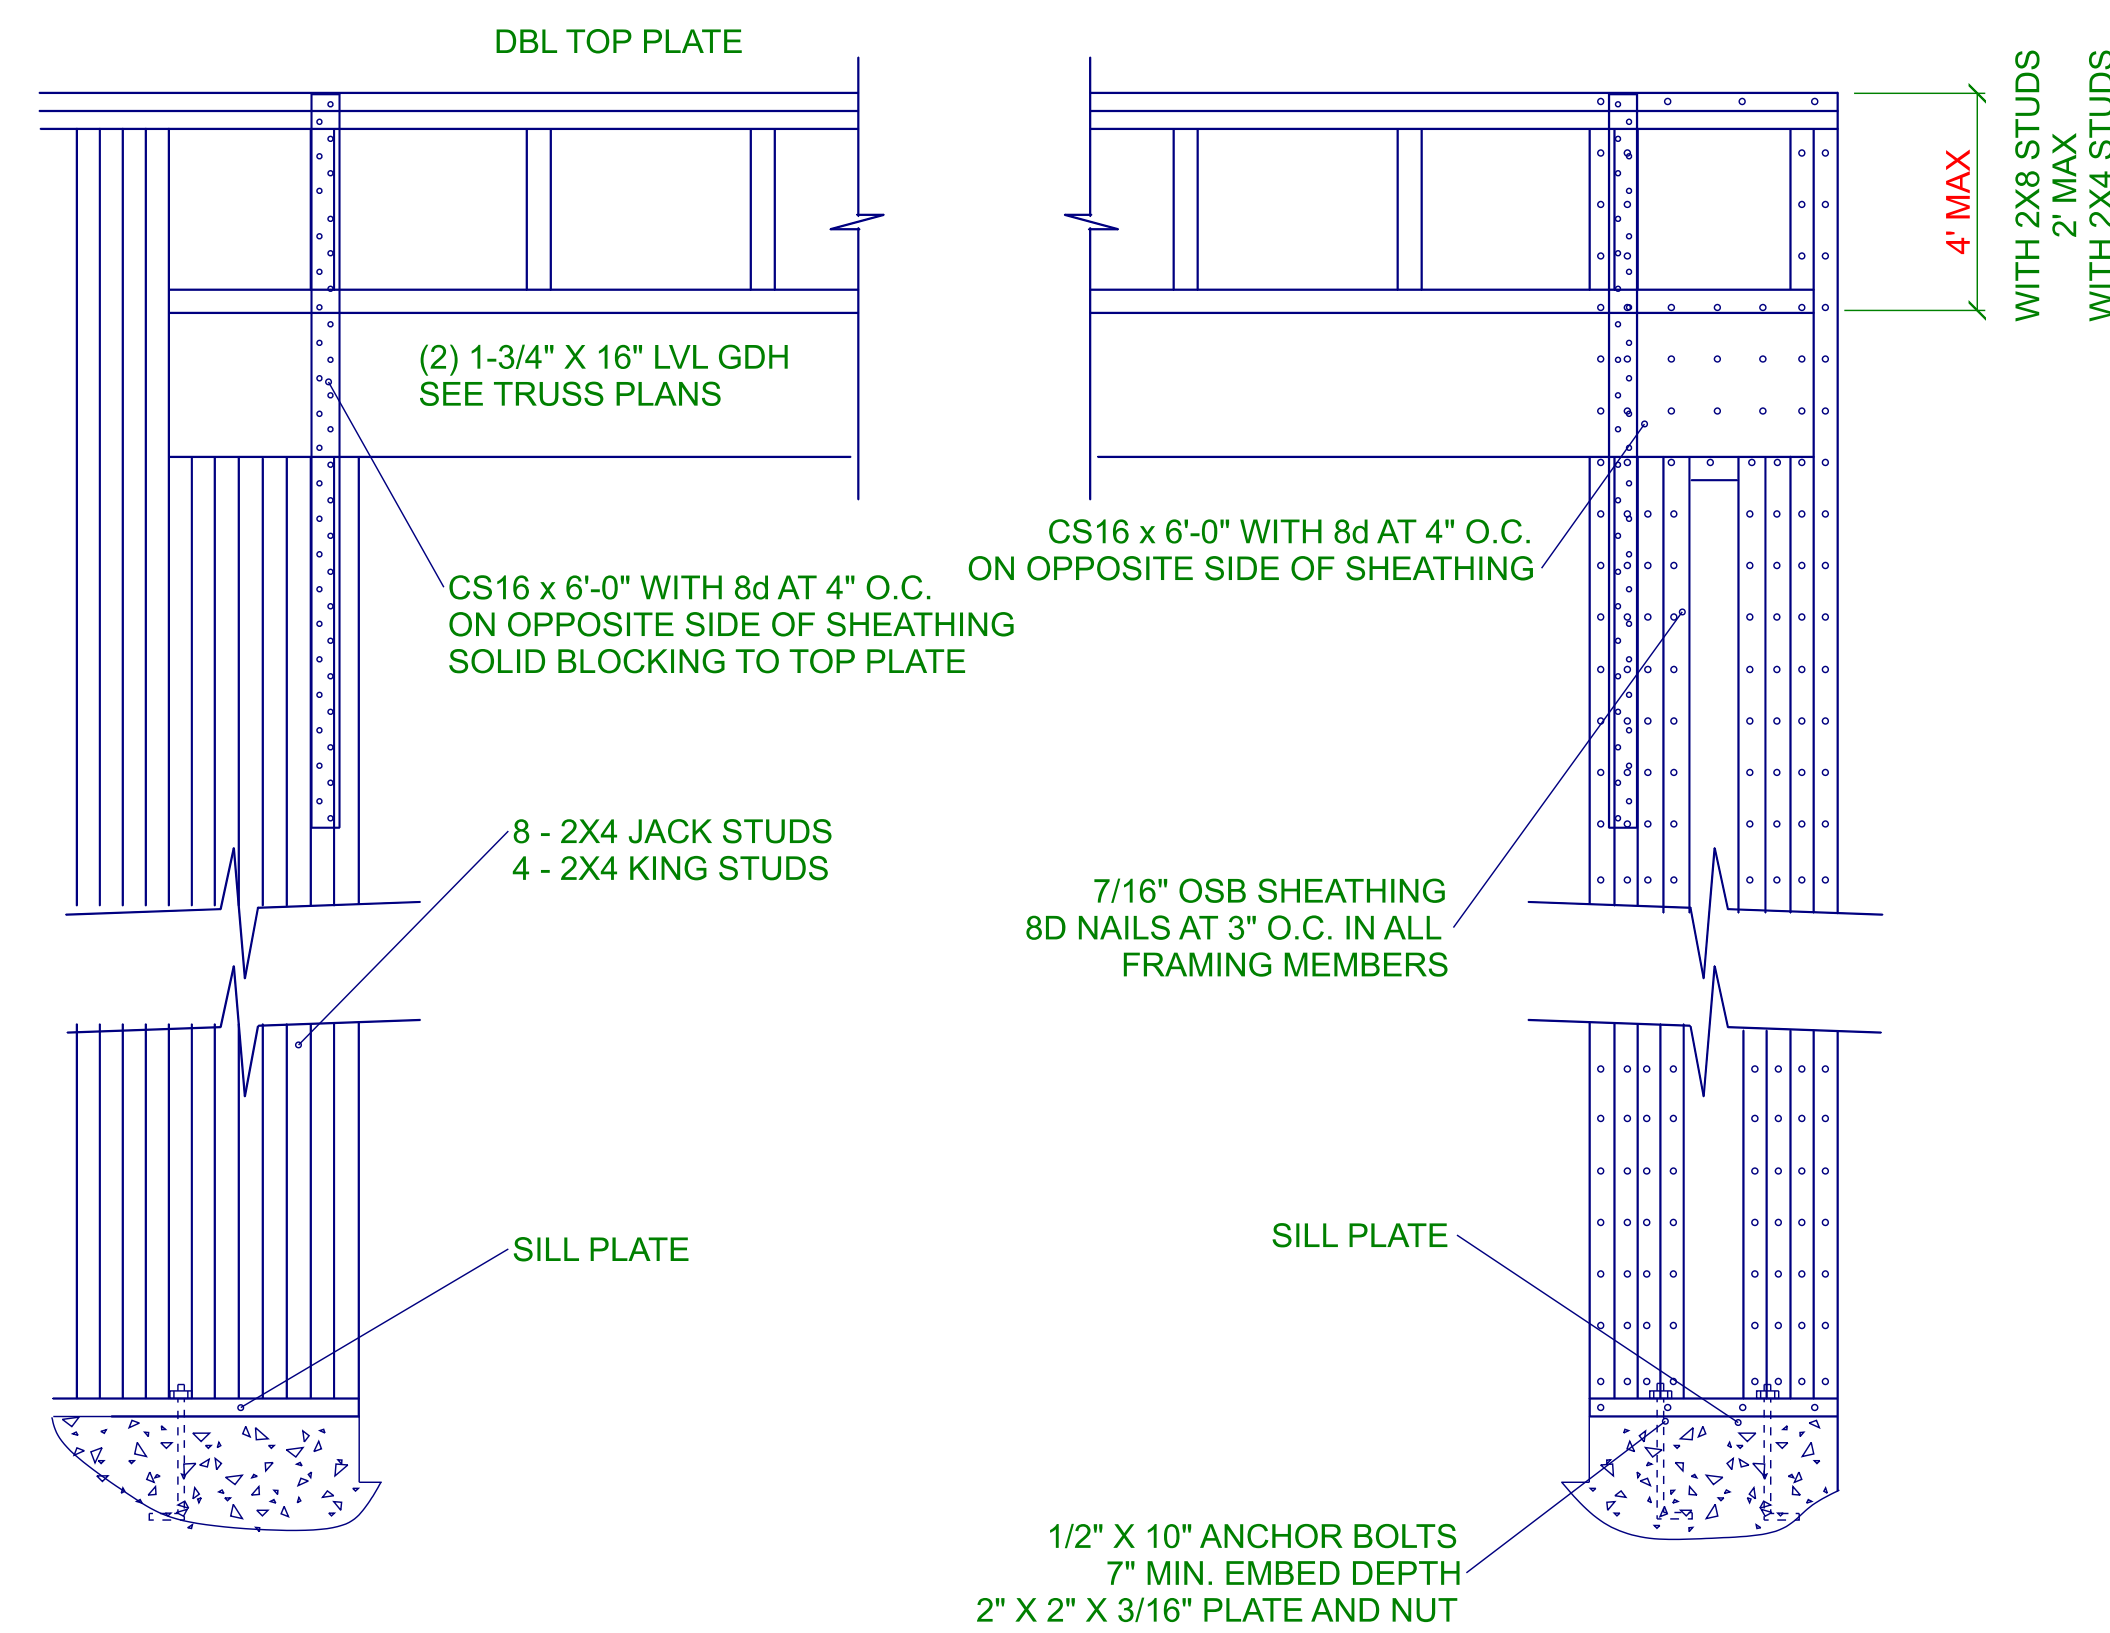 DBL TOP PLATE
4' MAX
WITH 2X8 STUDS
2' MAX
WITH 2X4 STUDS
(2) 1-3/4" X 16" LVL GDH
SEE TRUSS PLANS
CS16 x 6'-0" WITH 8d AT 4" O.C.
ON OPPOSITE SIDE OF SHEATHING
CS16 x 6'-0" WITH 8d AT 4" O.C.
ON OPPOSITE SIDE OF SHEATHING
SOLID BLOCKING TO TOP PLATE
8 - 2X4 JACK STUDS
4 - 2X4 KING STUDS
7/16" OSB SHEATHING
8D NAILS AT 3" O.C. IN ALL
FRAMING MEMBERS
SILL PLATE
SILL PLATE
1/2" X 10" ANCHOR BOLTS
7" MIN. EMBED DEPTH
2" X 2" X 3/16" PLATE AND NUT